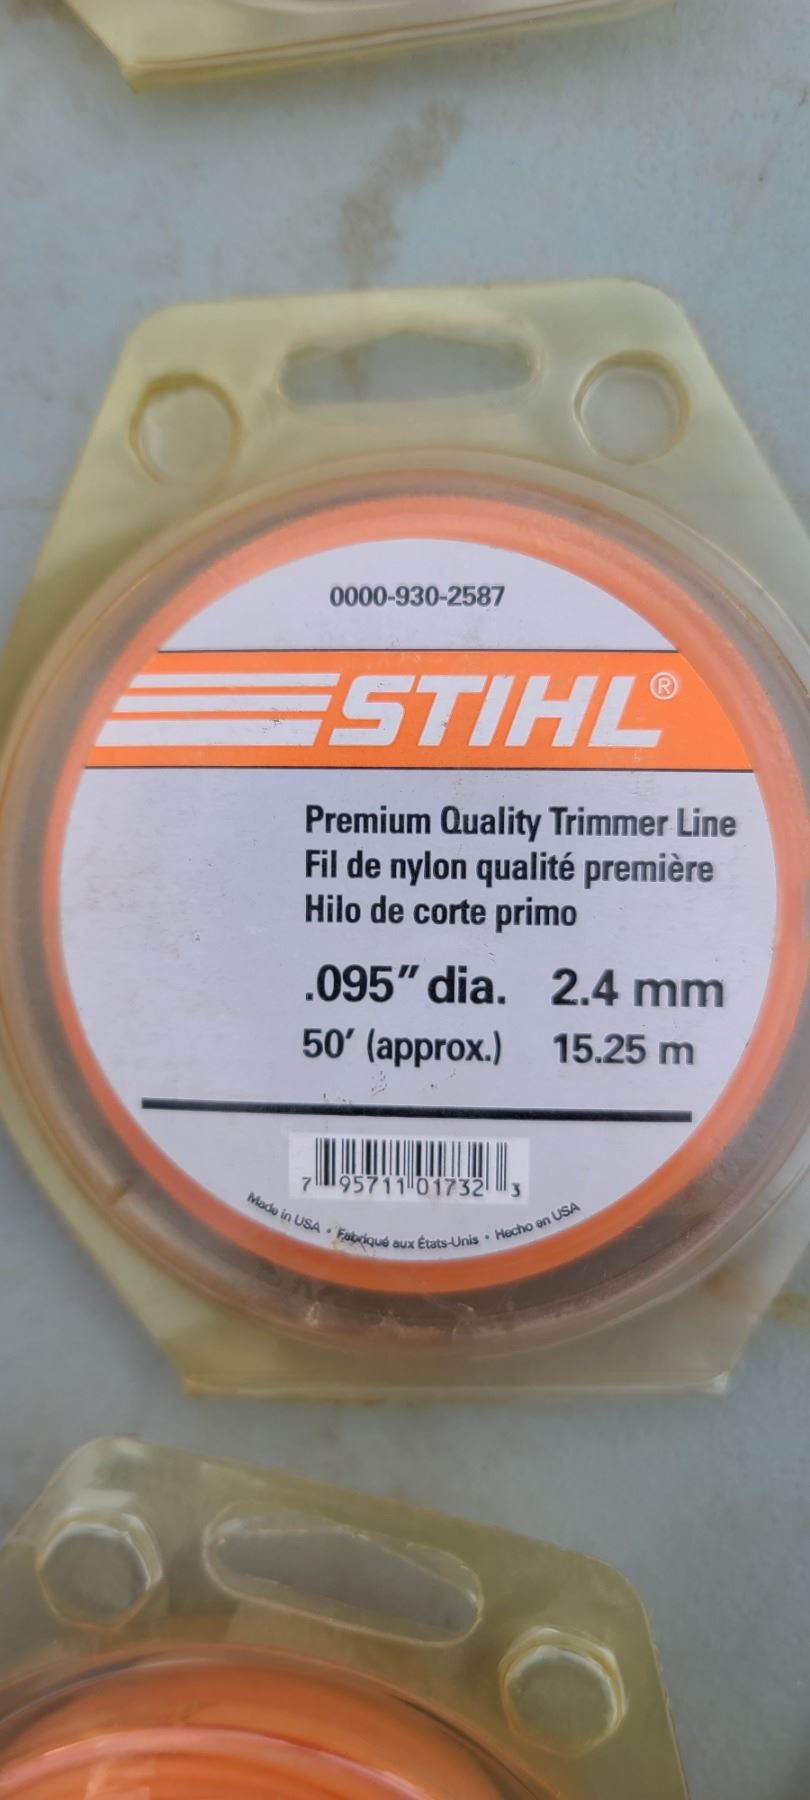 0000-930-2587
STIHL®
Premium Quality Trimmer Line
Fil de nylon qualité première
Hilo de corte primo
.095" dia. 2.4 mm
50' (approx.) 15.25 m
7 95711 01732 3
Made in USA • Fabriqué aux États-Unis • Hecho en USA